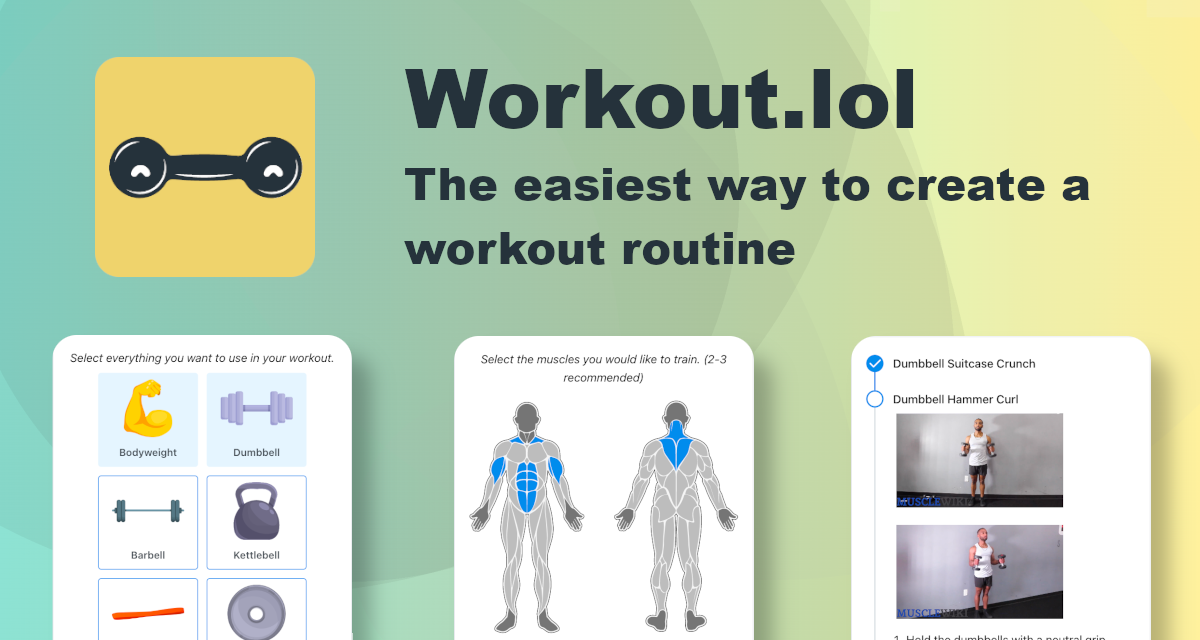 Workout.lol
The easiest way to create a
workout routine
Select everything you want to use in your workout.
Bodyweight
Dumbbell
Barbell
Kettlebell
Select the muscles you would like to train. (2-3
recommended)
Dumbbell Suitcase Crunch
Dumbbell Hammer Curl
MUSCLEWIKI
MUSCLEWIKI
1. Hold the dumbbells with a neutral grip